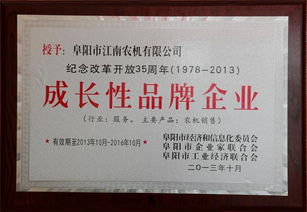 授予：阜阳市江南农机有限公司
纪念改革开放35周年(1978-2013)
成长性品牌企业
(行业：服务。 主要产品：农机销售)
★有效期至2013年10月-2016年10月
阜阳市经济和信息化委员会
阜阳市企业家联合会
阜阳市工业经济联合会
二〇一三年十月